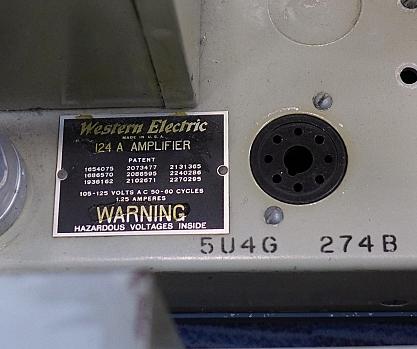 Western Electric
MADE IN U.S.A.
124 A AMPLIFIER
PATENT
1654075 2073477 2131365
1686570 2088595 2240286
1936162 2102671 2270295
105-125 VOLTS AC 50-60 CYCLES
1.25 AMPERES
WARNING
HAZARDOUS VOLTAGES INSIDE
5U4G 274B